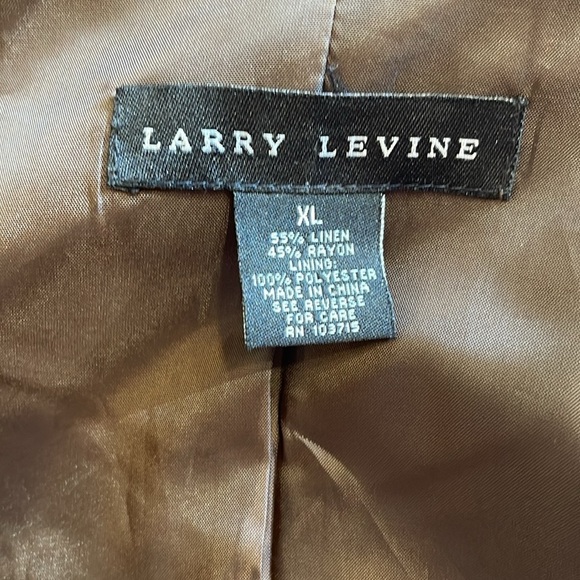 LARRY LEVINE
XL
55% LINEN
45% RAYON
LINING:
100% POLYESTER
MADE IN CHINA
SEE REVERSE
FOR CARE
RN 103715